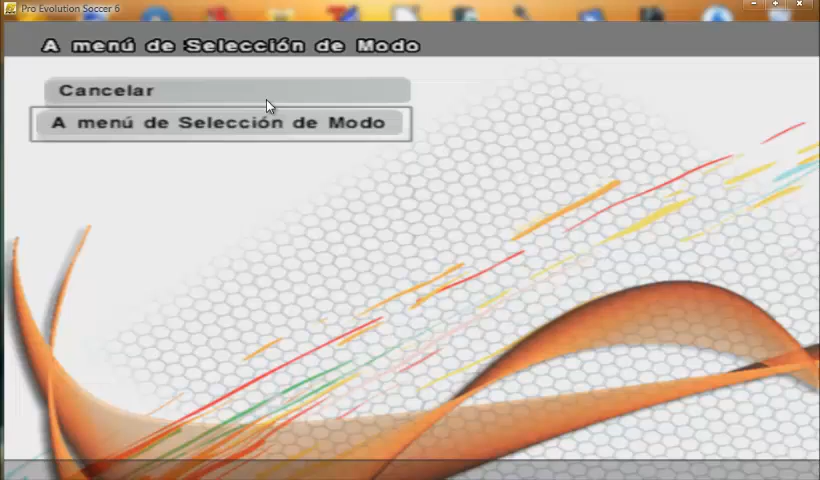 Pro Evolution Soccer 6
A menú de Selección de Modo
Cancelar
A menú de Selección de Modo